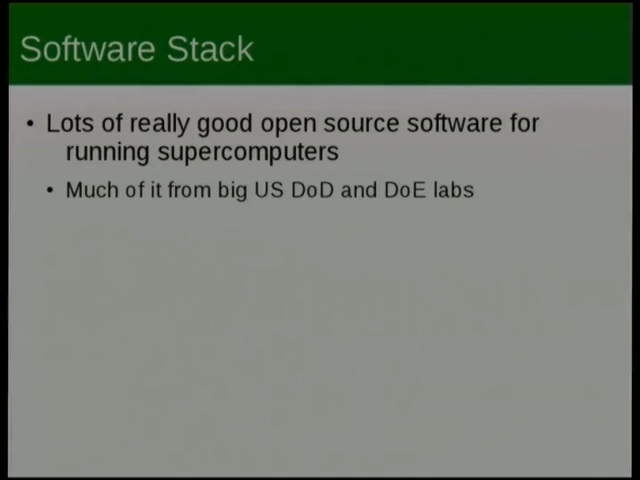 Software Stack
• Lots of really good open source software for
running supercomputers
• Much of it from big US DoD and DoE labs